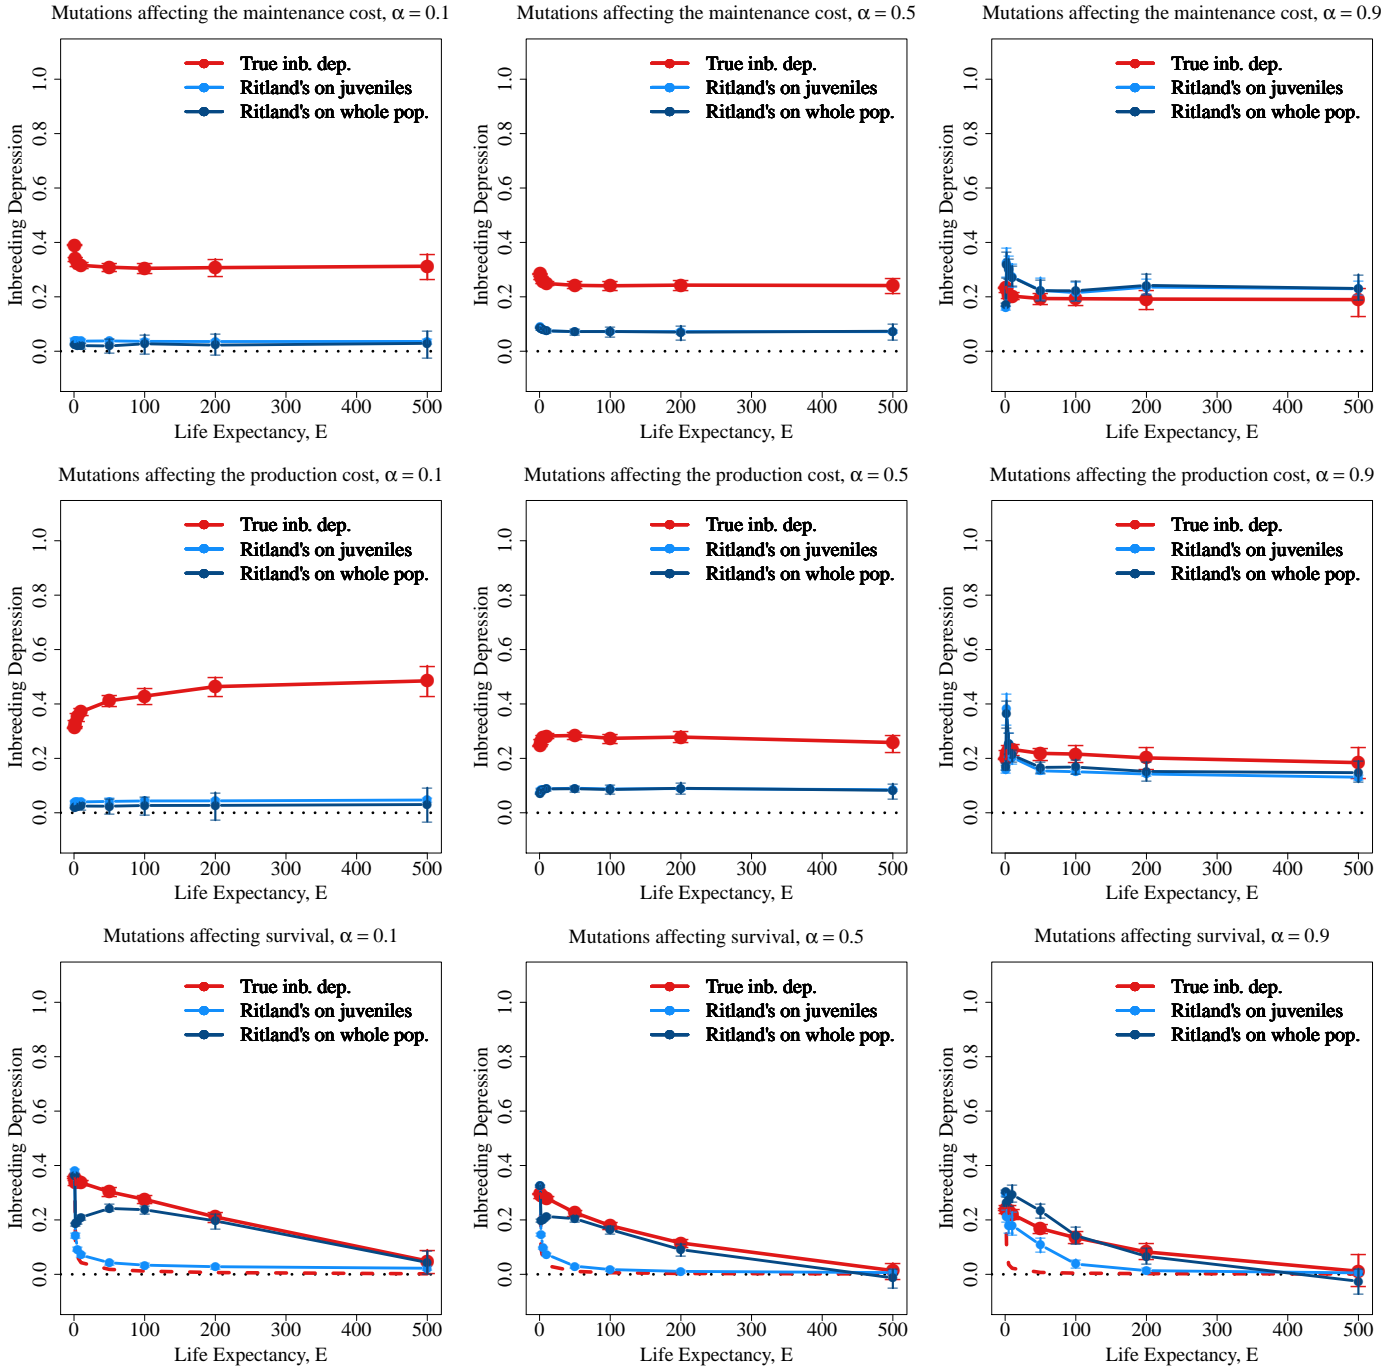 Mutations affecting the maintenance cost, α = 0.1
True inb. dep.
Ritland's on juveniles
Ritland's on whole pop.
Inbreeding Depression
0.0 0.2 0.4 0.6 0.8 1.0
0 100 200 300 400 500
Life Expectancy, E
Mutations affecting the maintenance cost, α = 0.5
True inb. dep.
Ritland's on juveniles
Ritland's on whole pop.
Inbreeding Depression
0.0 0.2 0.4 0.6 0.8 1.0
0 100 200 300 400 500
Life Expectancy, E
Mutations affecting the maintenance cost, α = 0.9
True inb. dep.
Ritland's on juveniles
Ritland's on whole pop.
Inbreeding Depression
0.0 0.2 0.4 0.6 0.8 1.0
0 100 200 300 400 500
Life Expectancy, E
Mutations affecting the production cost, α = 0.1
True inb. dep.
Ritland's on juveniles
Ritland's on whole pop.
Inbreeding Depression
0.0 0.2 0.4 0.6 0.8 1.0
0 100 200 300 400 500
Life Expectancy, E
Mutations affecting the production cost, α = 0.5
True inb. dep.
Ritland's on juveniles
Ritland's on whole pop.
Inbreeding Depression
0.0 0.2 0.4 0.6 0.8 1.0
0 100 200 300 400 500
Life Expectancy, E
Mutations affecting the production cost, α = 0.9
True inb. dep.
Ritland's on juveniles
Ritland's on whole pop.
Inbreeding Depression
0.0 0.2 0.4 0.6 0.8 1.0
0 100 200 300 400 500
Life Expectancy, E
Mutations affecting survival, α = 0.1
True inb. dep.
Ritland's on juveniles
Ritland's on whole pop.
Inbreeding Depression
0.0 0.2 0.4 0.6 0.8 1.0
0 100 200 300 400 500
Life Expectancy, E
Mutations affecting survival, α = 0.5
True inb. dep.
Ritland's on juveniles
Ritland's on whole pop.
Inbreeding Depression
0.0 0.2 0.4 0.6 0.8 1.0
0 100 200 300 400 500
Life Expectancy, E
Mutations affecting survival, α = 0.9
True inb. dep.
Ritland's on juveniles
Ritland's on whole pop.
Inbreeding Depression
0.0 0.2 0.4 0.6 0.8 1.0
0 100 200 300 400 500
Life Expectancy, E